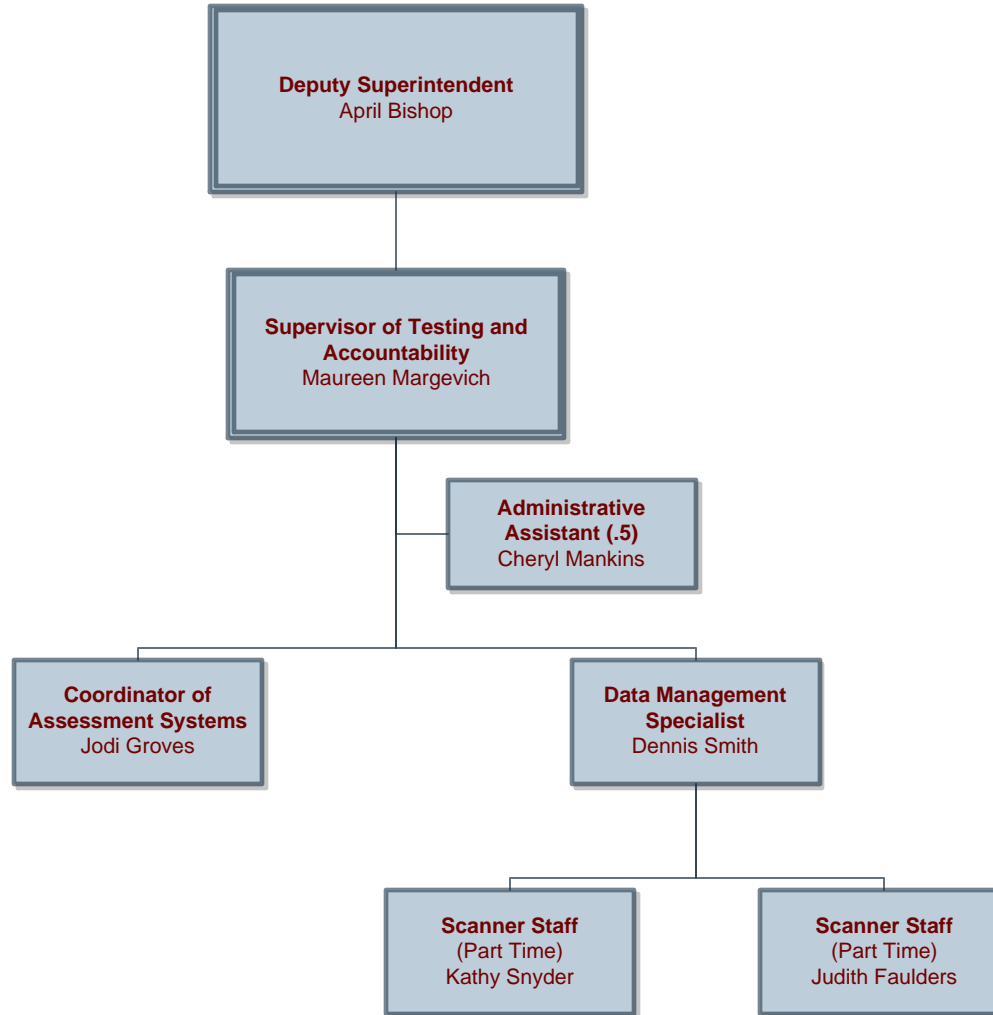 Deputy Superintendent
April Bishop
Supervisor of Testing and
Accountability
Maureen Margevich
Administrative
Assistant (.5)
Cheryl Mankins
Coordinator of
Assessment Systems
Jodi Groves
Data Management
Specialist
Dennis Smith
Scanner Staff
(Part Time)
Kathy Snyder
Scanner Staff
(Part Time)
Judith Faulders